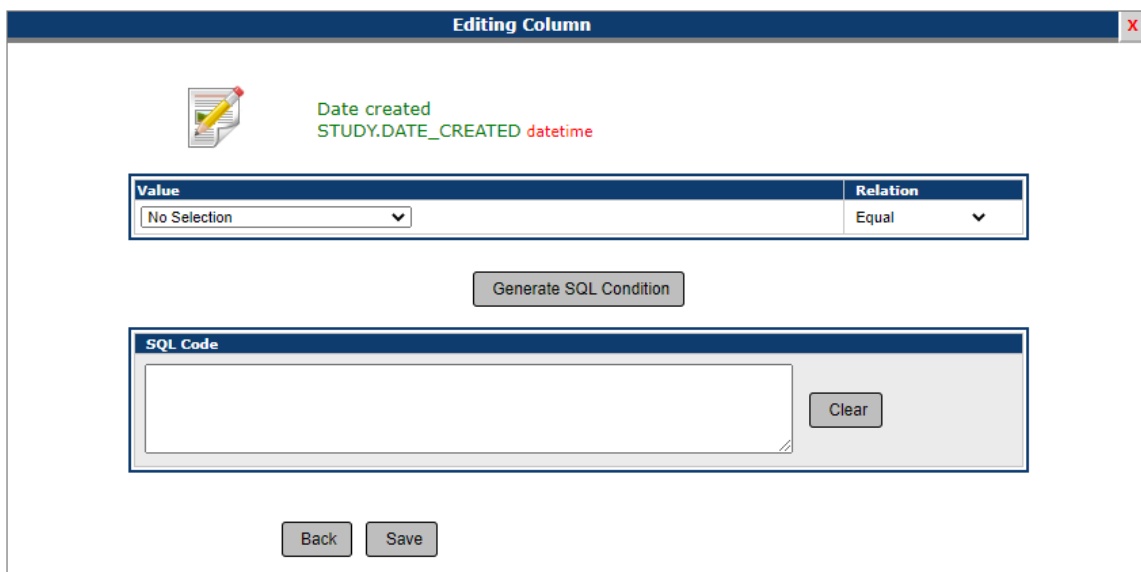 Editing Column
X
Date created
STUDY.DATE_CREATED datetime
Value Relation
No Selection Equal
Generate SQL Condition
SQL Code
Clear
Back Save